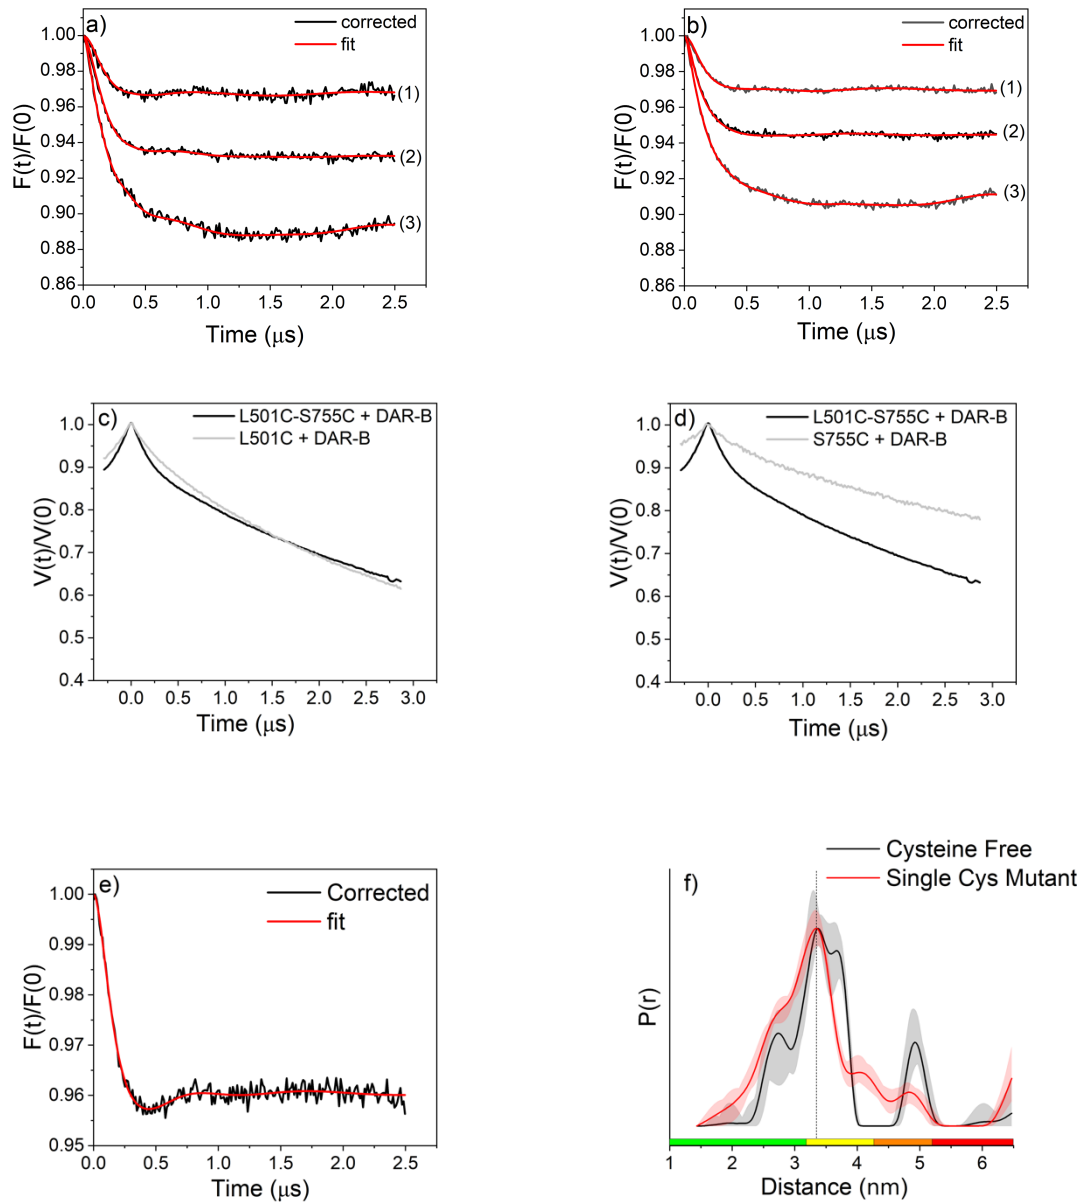 a)
corrected
fit
1.00
0.98
0.96
0.94
0.92
0.90
0.88
0.86
F(t)/F(0)
(1)
(2)
(3)
0.0 0.5 1.0 1.5 2.0 2.5
Time (μs)
b)
corrected
fit
1.00
0.98
0.96
0.94
0.92
0.90
0.88
0.86
F(t)/F(0)
(1)
(2)
(3)
0.0 0.5 1.0 1.5 2.0 2.5
Time (μs)
c)
L501C-S755C + DAR-B
L501C + DAR-B
1.0
0.9
0.8
0.7
0.6
0.5
0.4
V(t)/V(0)
0.0 0.5 1.0 1.5 2.0 2.5 3.0
Time (μs)
d)
L501C-S755C + DAR-B
S755C + DAR-B
1.0
0.9
0.8
0.7
0.6
0.5
0.4
V(t)/V(0)
0.0 0.5 1.0 1.5 2.0 2.5 3.0
Time (μs)
e)
Corrected
fit
1.00
0.99
0.98
0.97
0.96
0.95
F(t)/F(0)
0.0 0.5 1.0 1.5 2.0 2.5
Time (μs)
f)
Cysteine Free
Single Cys Mutant
P(r)
1 2 3 4 5 6
Distance (nm)